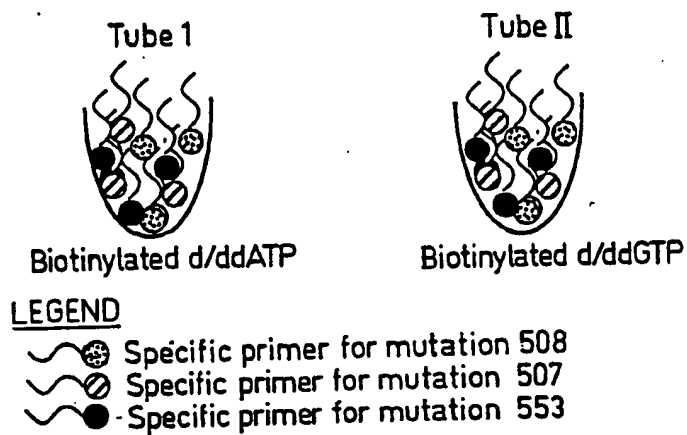 Tube 1
Tube II
Biotinylated d/ddATP
Biotinylated d/ddGTP
LEGEND
Specific primer for mutation 508
Specific primer for mutation 507
Specific primer for mutation 553